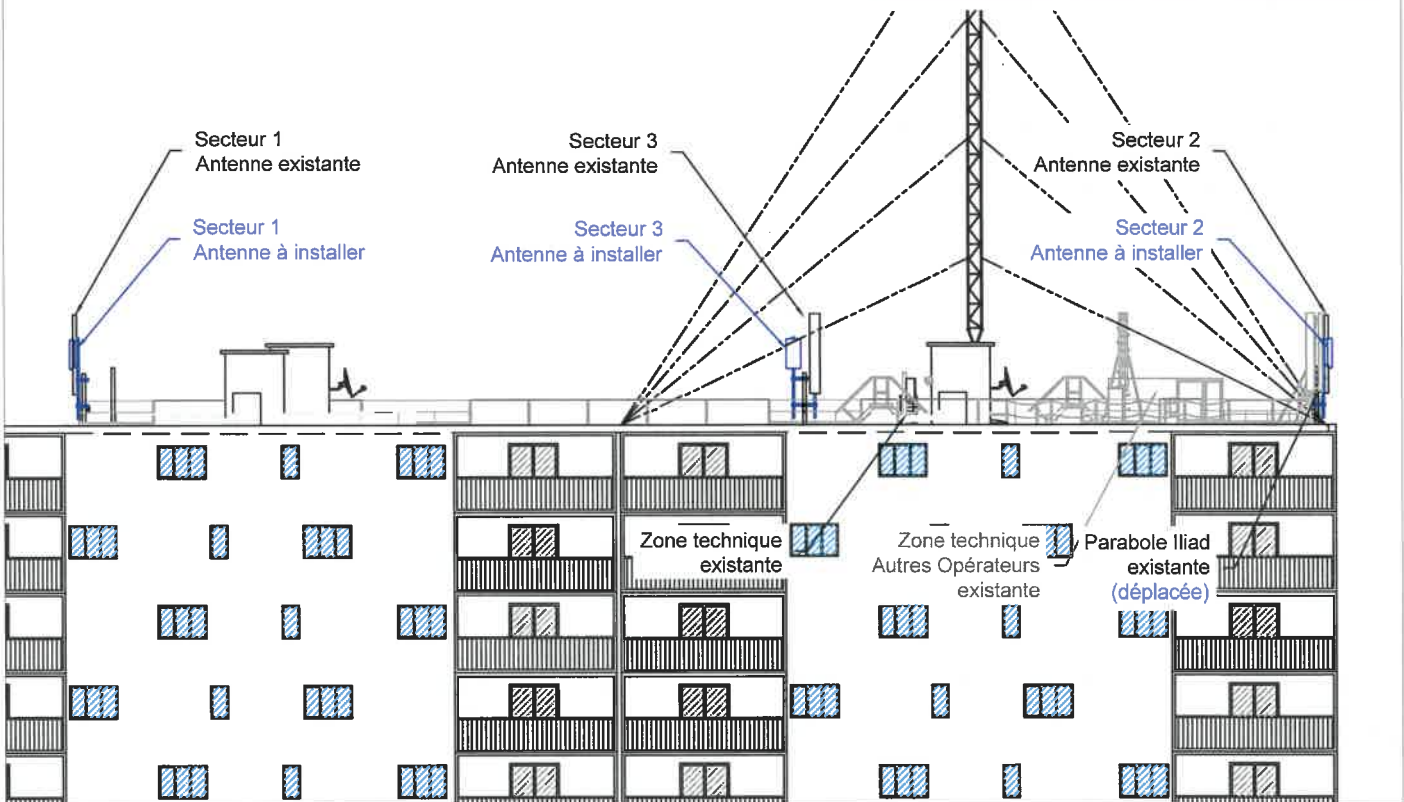 Secteur 1
Antenne existante
Secteur 3
Antenne existante
Secteur 2
Antenne existante
Secteur 1
Antenne à installer
Secteur 3
Antenne à installer
Secteur 2
Antenne à installer
Zone technique
existante
Zone technique
Autres Opérateurs
existante
Parabole Iliad
existante
(déplacée)